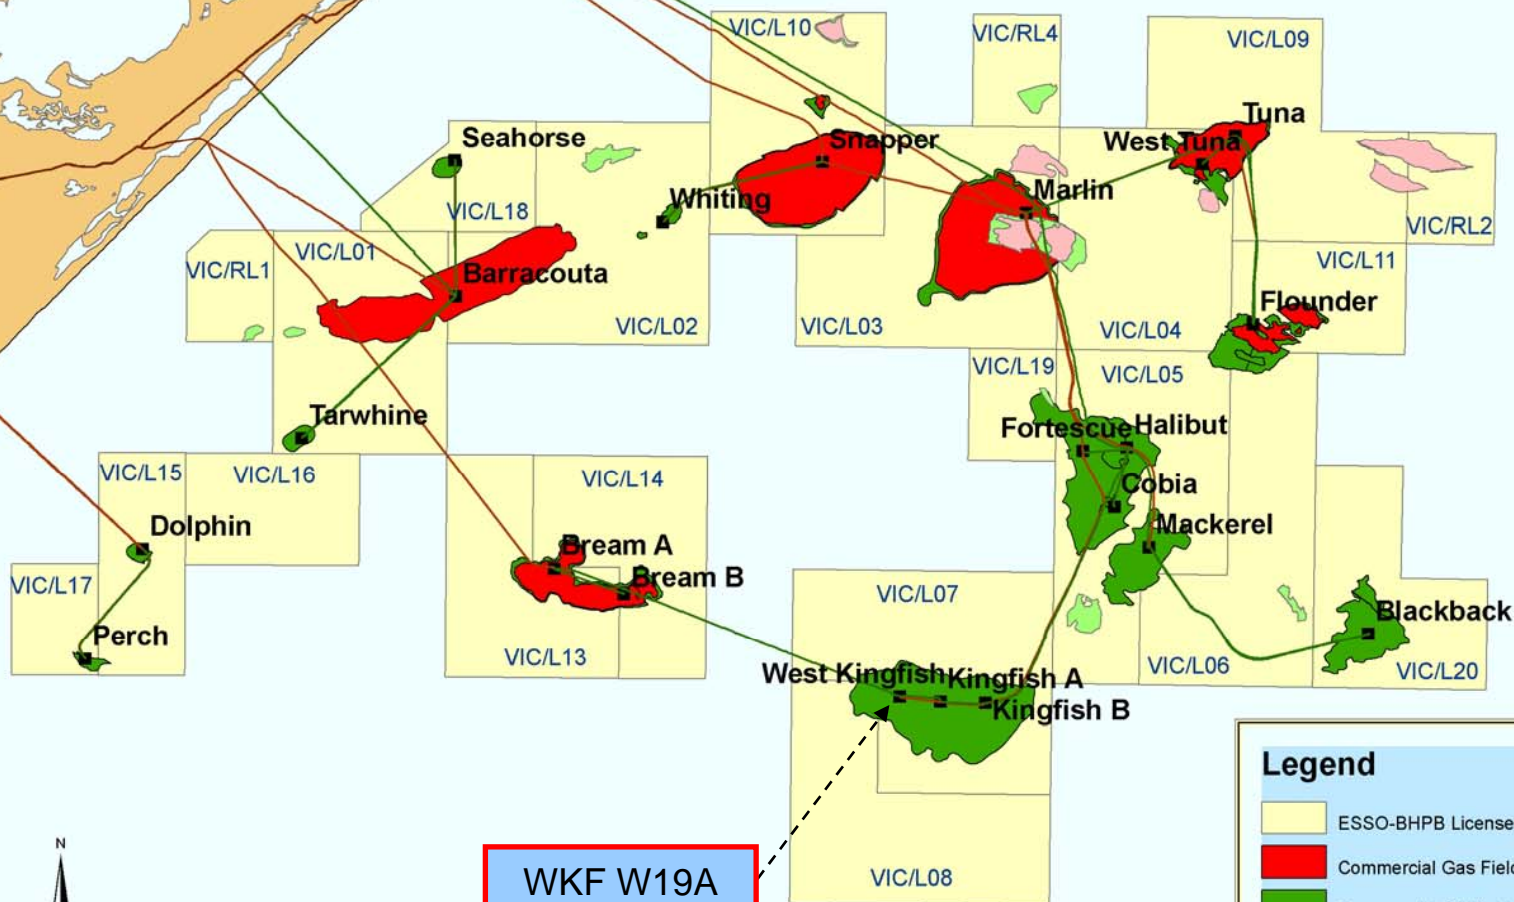 VIC/L10
VIC/RL4
VIC/L09
Tuna
Seahorse
Snapper
West Tuna
Whiting
Marlin
VIC/L18
VIC/RL2
VIC/L01
VIC/RL1
Barracouta
VIC/L11
Flounder
VIC/L02
VIC/L03
VIC/L04
VIC/L19
VIC/L05
Tarwhine
Fortescue
Halibut
VIC/L15
VIC/L16
VIC/L14
Cobia
Dolphin
Mackerel
Bream A
Bream B
VIC/L17
VIC/L07
Blackback
Perch
VIC/L13
VIC/L06
VIC/L20
West Kingfish
Kingfish A
Kingfish B
Legend
ESSO-BHPB License
Commercial Gas Field
N
WKF W19A
VIC/L08